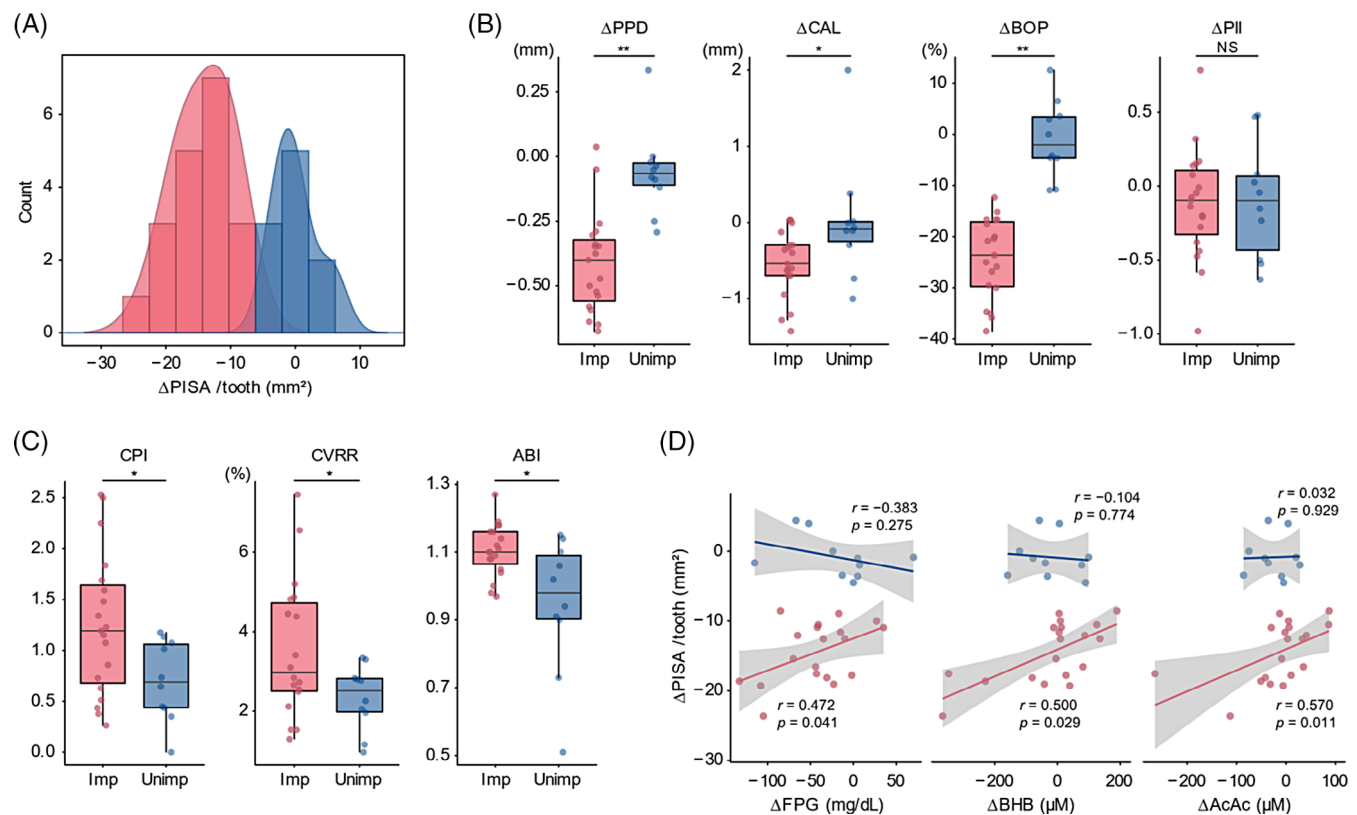 (A)
Count
6
4
2
0
−30
−20
−10
0
10
ΔPISA /tooth (mm²)
(B)
ΔPPD
(mm)
**
0.25
0.00
−0.25
−0.50
Imp
Unimp
ΔCAL
(mm)
*
2
1
0
−1
Imp
Unimp
ΔBOP
(%)
**
10
0
−10
−20
−30
−40
Imp
Unimp
ΔPII
NS
0.5
0.0
−0.5
−1.0
Imp
Unimp
(C)
CPI
*
2.5
2.0
1.5
1.0
0.5
0.0
Imp
Unimp
CVRR
(%)
*
6
4
2
Imp
Unimp
ABI
*
1.3
1.1
0.9
0.7
0.5
Imp
Unimp
(D)
ΔPISA /tooth (mm²)
10
0
−10
−20
−30
r = −0.383
p = 0.275
r = 0.472
p = 0.041
−100
−50
0
50
ΔFPG (mg/dL)
r = −0.104
p = 0.774
r = 0.500
p = 0.029
−200
0
200
ΔBHB (μM)
r = 0.032
p = 0.929
r = 0.570
p = 0.011
−200
−100
0
100
ΔAcAc (μM)